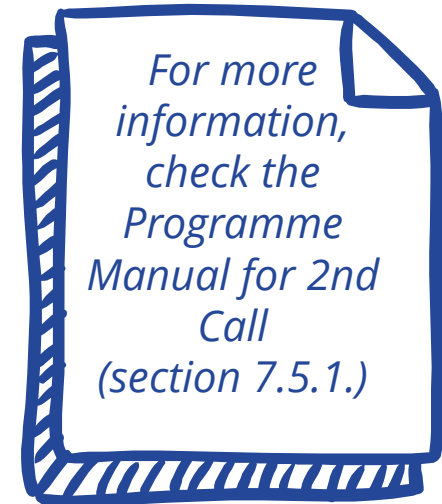 For more
information,
check the
Programme
Manual for 2nd
Call
(section 7.5.1.)